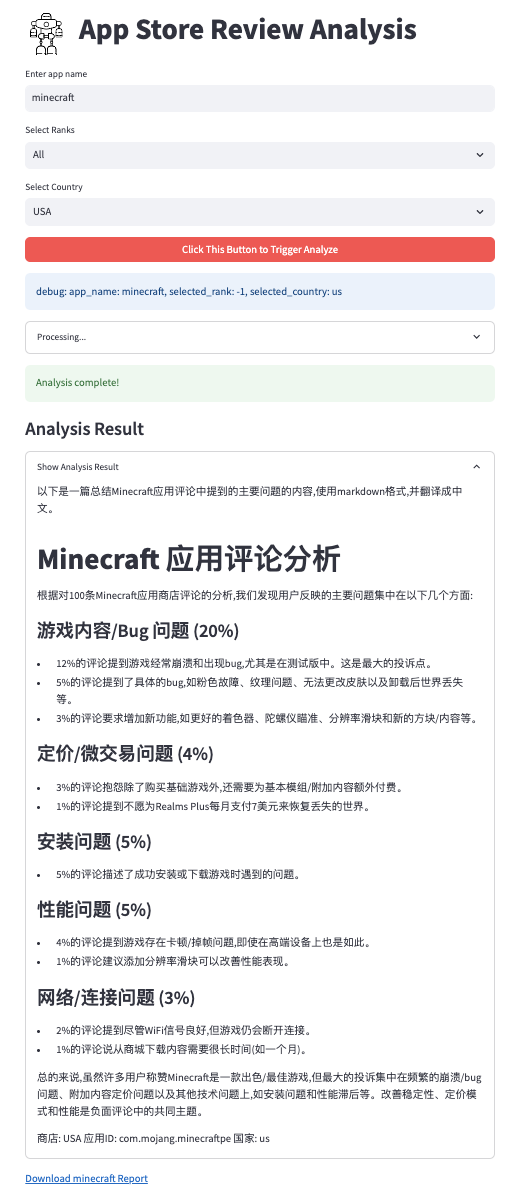 App Store Review Analysis
Enter app name
minecraft
Select Ranks
All
Select Country
USA
Click This Button to Trigger Analyze
debug: app_name: minecraft, selected_rank: -1, selected_country: us
Processing...
Analysis complete!
Analysis Result
Show Analysis Result
以下是一篇总结Minecraft应用评论中提到的主要问题的内容,使用markdown格式,并翻译成中
文。
Minecraft 应用评论分析
根据对100条Minecraft应用商店评论的分析,我们发现用户反映的主要问题集中在以下几个方面:
游戏内容/Bug 问题 (20%)
• 12%的评论提到游戏经常崩溃和出现bug,尤其是在测试版中。这是最大的投诉点。
• 5%的评论提到了具体的bug,如粉色故障、纹理问题、无法更改皮肤以及卸载后世界丢失
等。
• 3%的评论要求增加新功能,如更好的着色器、陀螺仪瞄准、分辨率滑块和新的方块/内容等。
定价/微交易问题 (4%)
• 3%的评论抱怨除了购买基础游戏外,还需要为基本模组/附加内容额外付费。
• 1%的评论提到不愿为Realms Plus每月支付7美元来恢复丢失的世界。
安装问题 (5%)
• 5%的评论描述了成功安装或下载游戏时遇到的问题。
性能问题 (5%)
• 4%的评论提到游戏存在卡顿/掉帧问题,即使在高端设备上也是如此。
• 1%的评论建议添加分辨率滑块可以改善性能表现。
网络/连接问题 (3%)
• 2%的评论提到尽管WiFi信号良好,但游戏仍会断开连接。
• 1%的评论说从商城下载内容需要很长时间(如一个月)。
总的来说,虽然许多用户称赞Minecraft是一款出色/最佳游戏,但最大的投诉集中在频繁的崩溃/bug
问题、附加内容定价问题以及其他技术问题上,如安装问题和性能滞后等。改善稳定性、定价模
式和性能是负面评论中的共同主题。
商店: USA 应用ID: com.mojang.minecraftpe 国家: us
Download minecraft Report